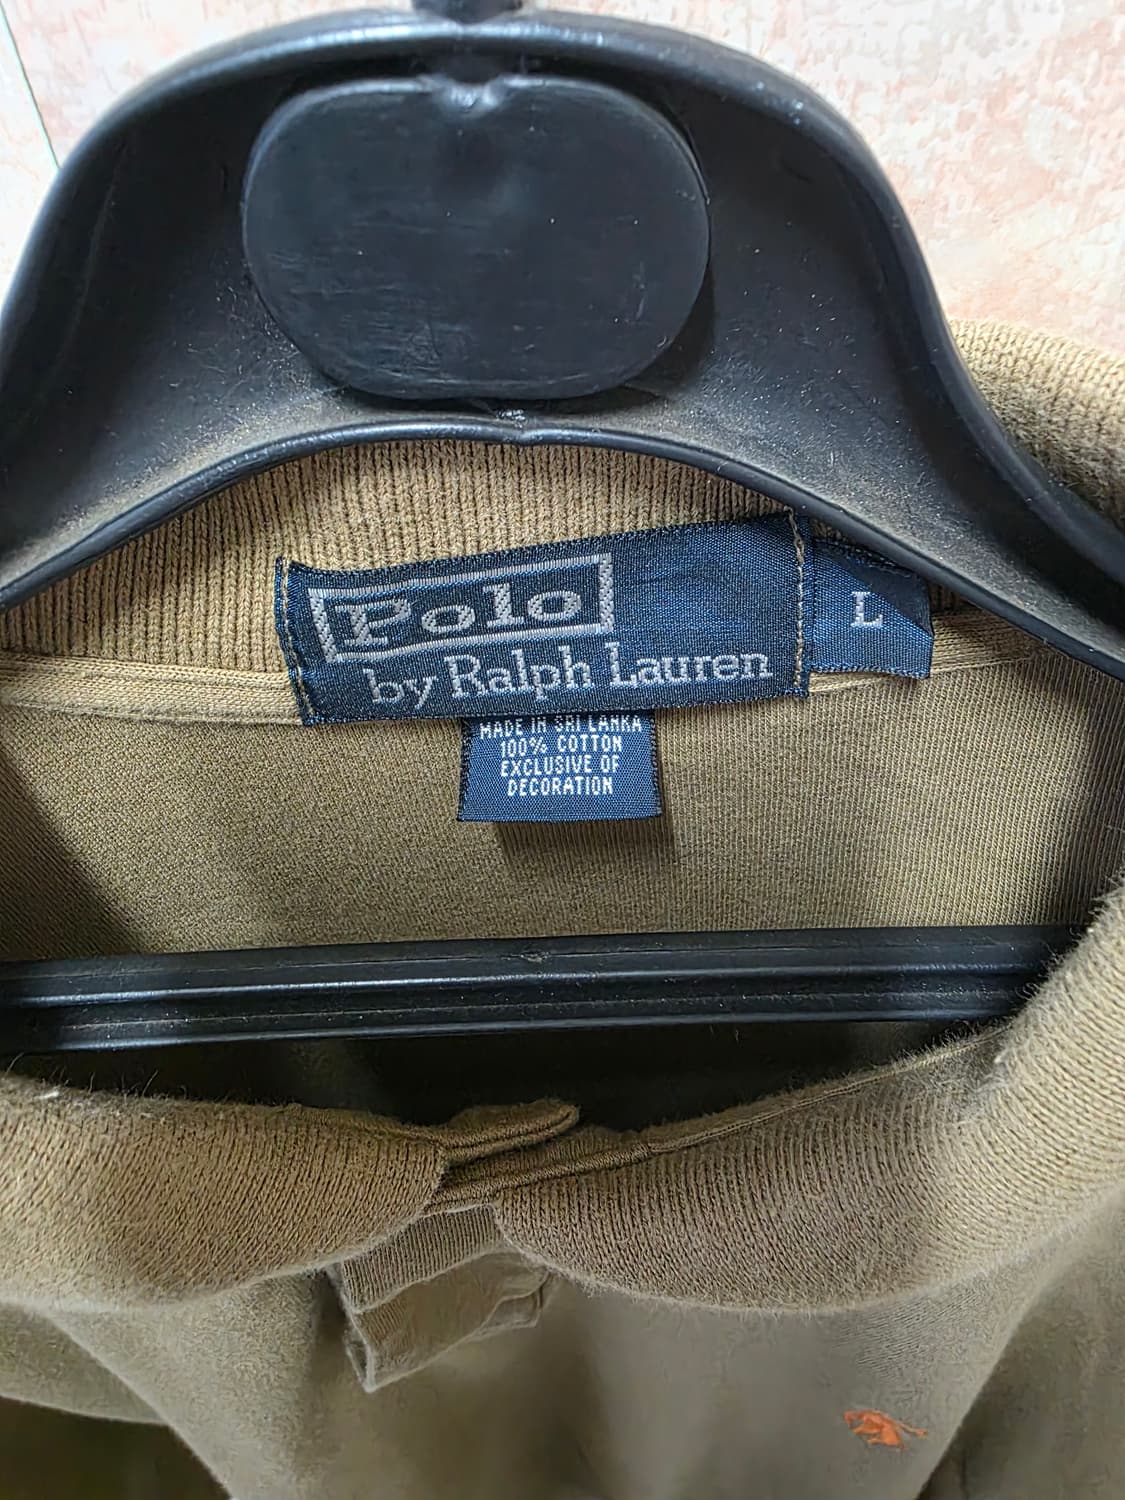 Polo
by Ralph Lauren
L
MADE IN SRI LANKA
100% COTTON
EXCLUSIVE OF
DECORATION